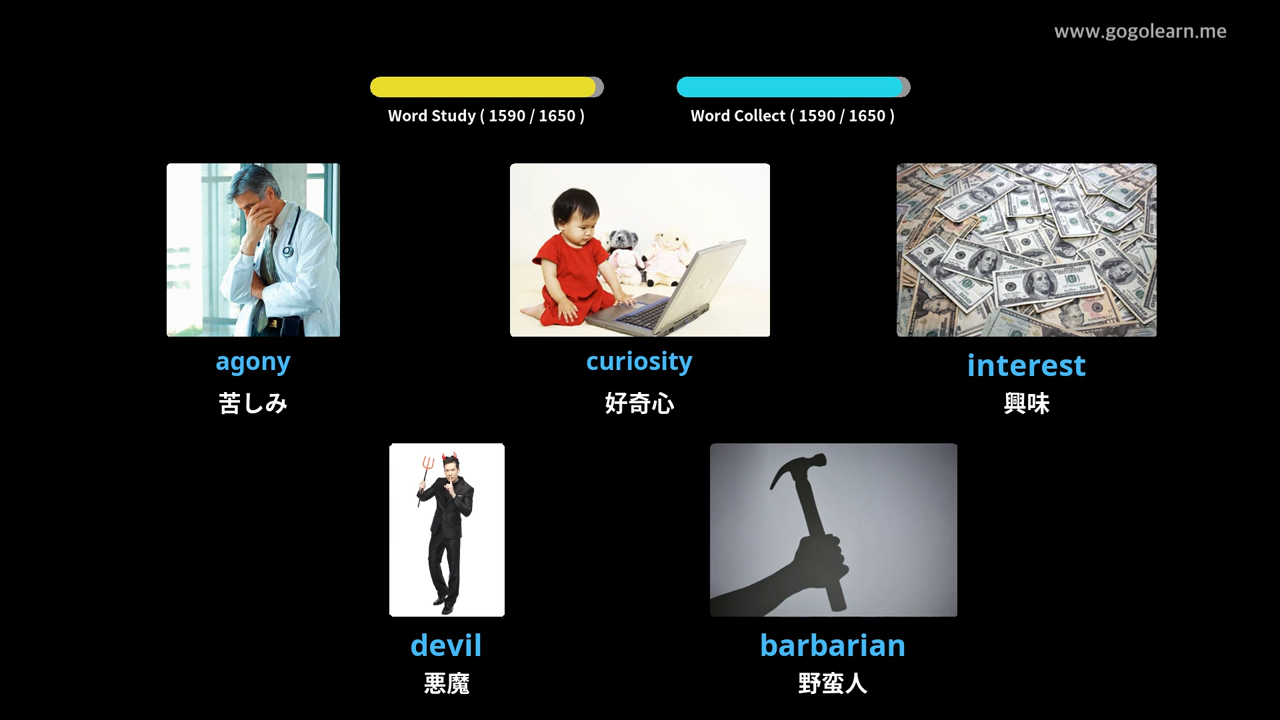 www.gogolearn.me
Word Study ( 1590 / 1650 )
Word Collect ( 1590 / 1650 )
agony
苦しみ
curiosity
好奇心
interest
興味
devil
悪魔
barbarian
野蛮人